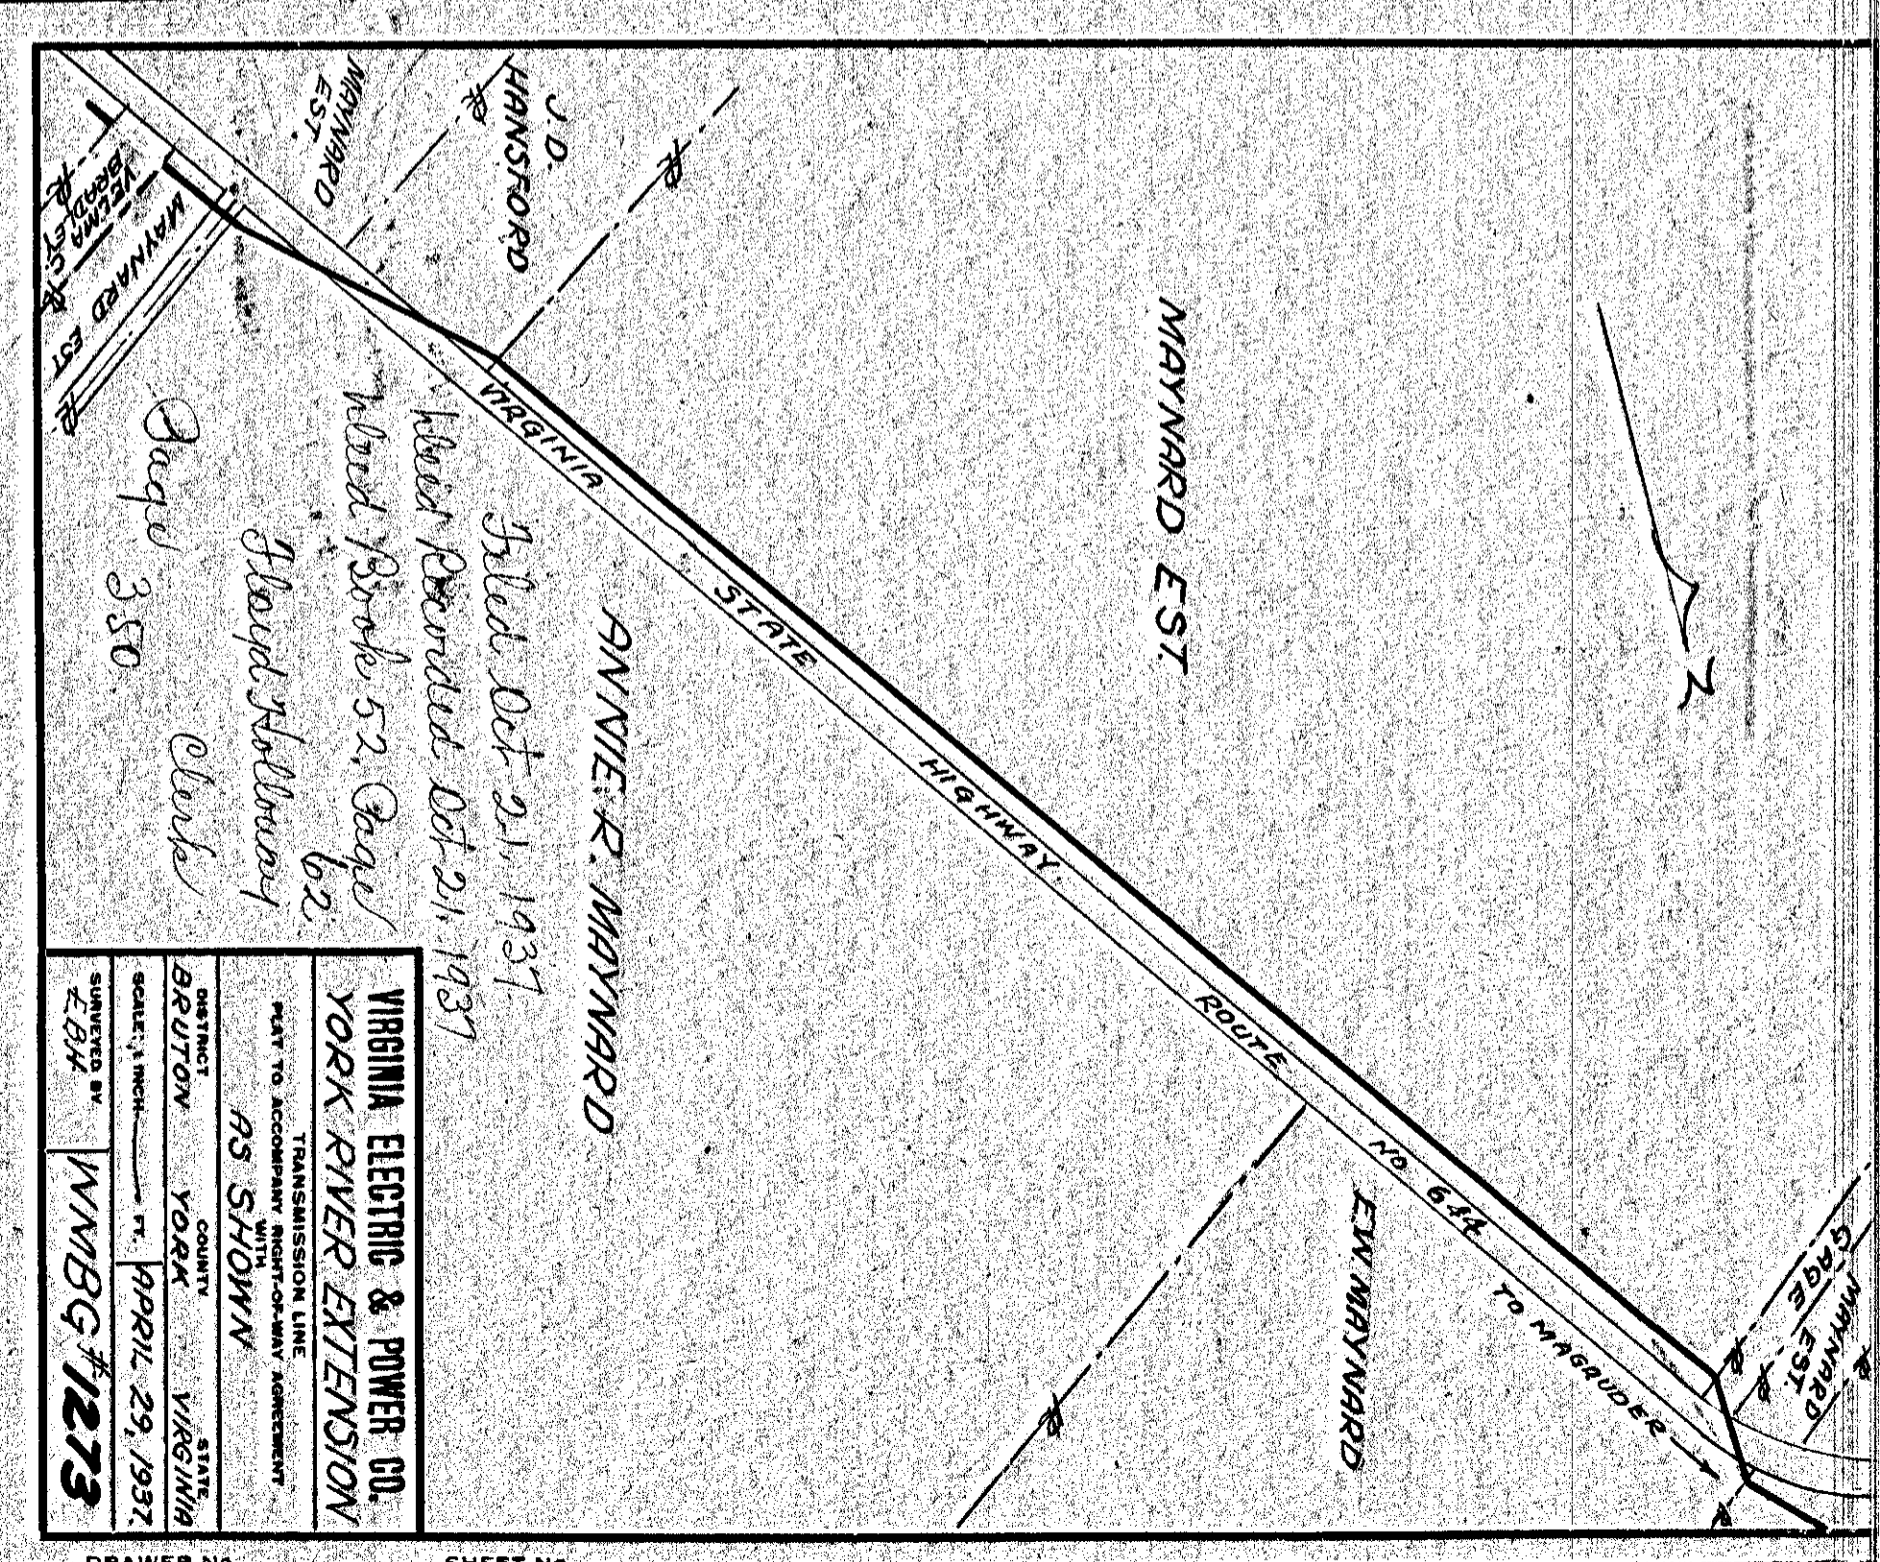 MAYNARD
EST.
J. D.
HANSFORD
MAYNARD EST.
N
MAYNARD
GAGE EST.
VELMA
BRADLEY
MAYNARD EST
VIRGINIA STATE HIGHWAY ROUTE NO 644
TO MAGRUDER
ANNIE R. MAYNARD
E.W. MAYNARD
Filed Oct 21, 1937
Recorded Oct 21, 1937
Deed Book 52, Page
62
Floyd Holloway
Clerk
Page 350
VIRGINIA ELECTRIC & POWER CO.
YORK RIVER EXTENSION
TRANSMISSSION LINE
PLAT TO ACCOMPANY RIGHT-OF-WAY AGREEMENT
WITH
AS SHOWN
DISTRICT COUNTY STATE
BRUTON YORK VIRGINIA
SCALE: 1 INCH FT. APRIL 29, 1937.
SURVEYED BY
EBH WMBG #1273
DRAWER NO
SHEET NO